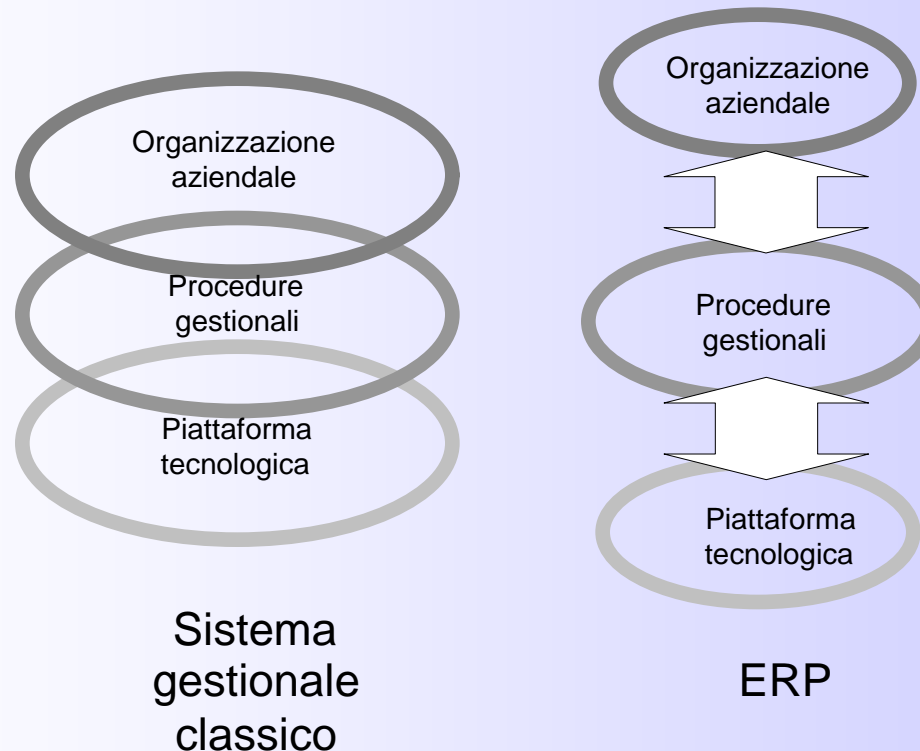 Organizzazione
aziendale
Procedure
gestionali
Piattaforma
tecnologica
Sistema
gestionale
classico
Organizzazione
aziendale
Procedure
gestionali
Piattaforma
tecnologica
ERP